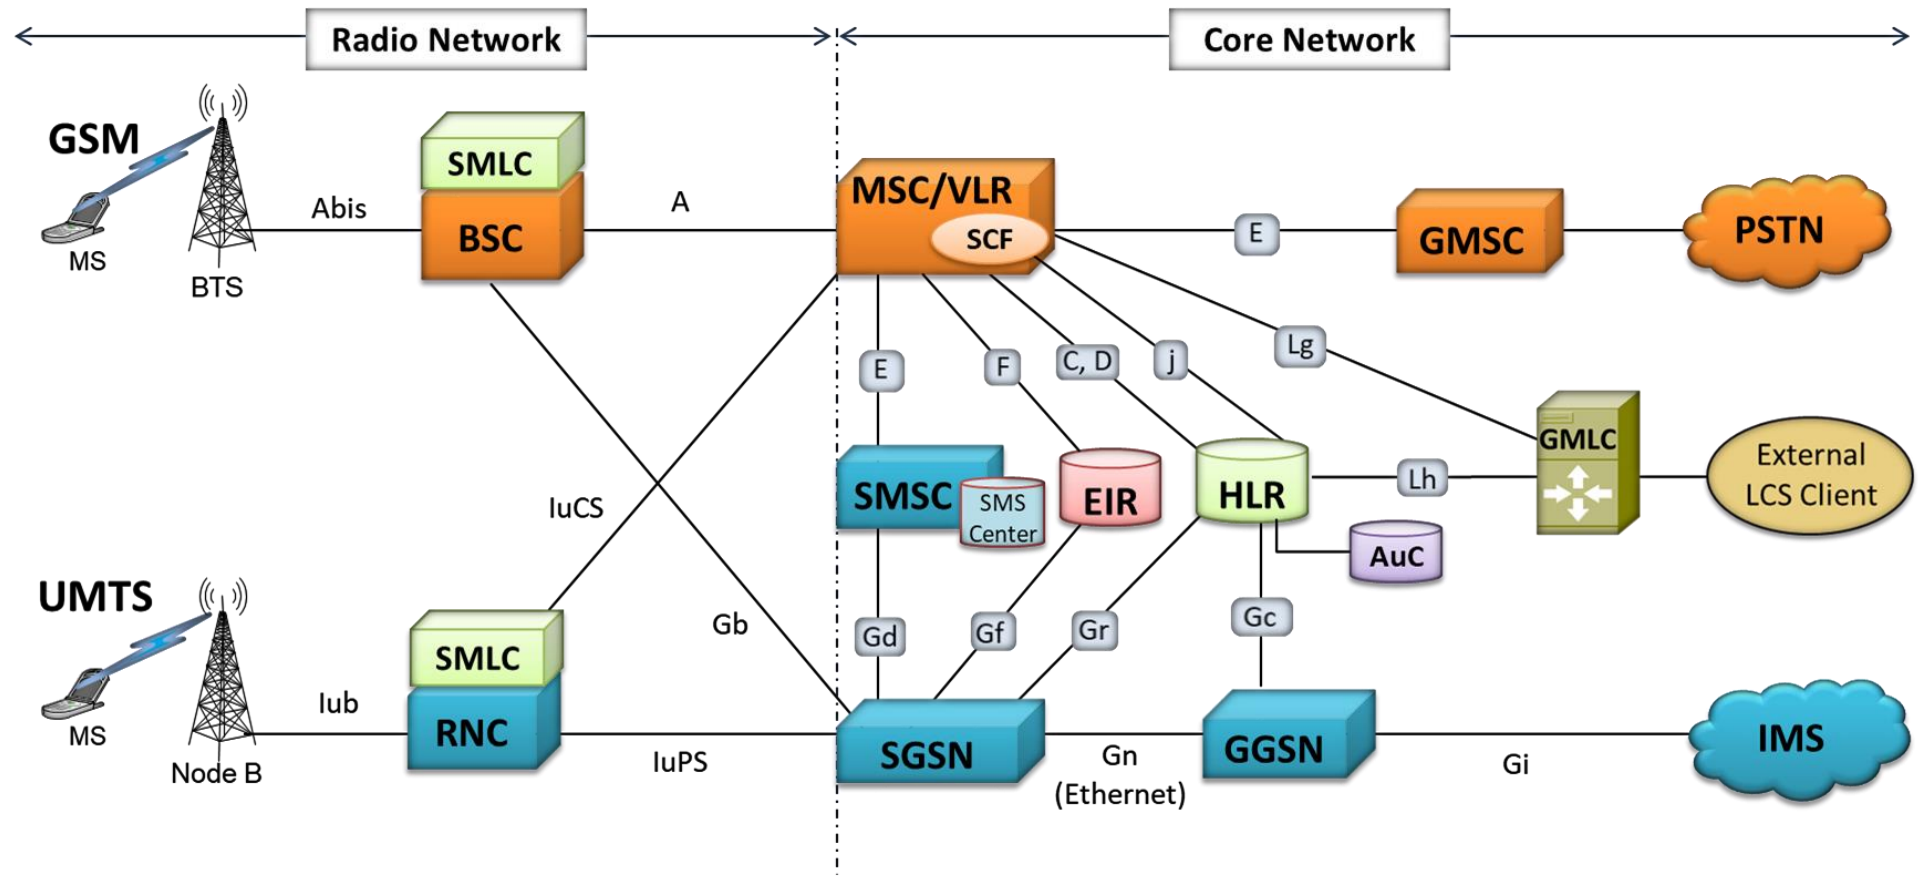 Radio Network
Core Network
GSM
SMLC
MSC/VLR
Abis
A
BSC
SCF
E
GMSC
PSTN
MS
BTS
E
F
C, D
j
Lg
GMLC
External
LCS Client
IuCS
SMSC
SMS
Center
EIR
HLR
Lh
AuC
UMTS
Gb
Gd
Gf
Gr
Gc
SMLC
Iub
RNC
MS
Node B
IuPS
SGSN
Gn
(Ethernet)
GGSN
Gi
IMS